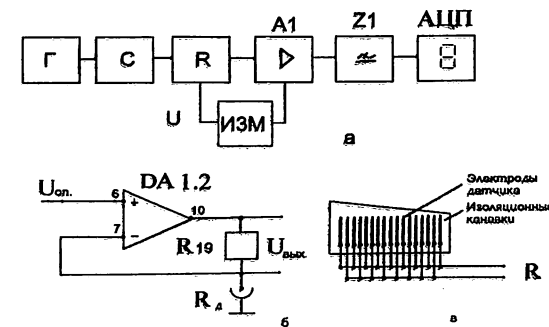 A1 Z1 АЦП
Г С R
U ИЗМ
а
Uоп. 6 DA 1.2 10
7
R19 Uвых.
Rд
б
Электроды
датчика
Изоляционные
канавки
R
в